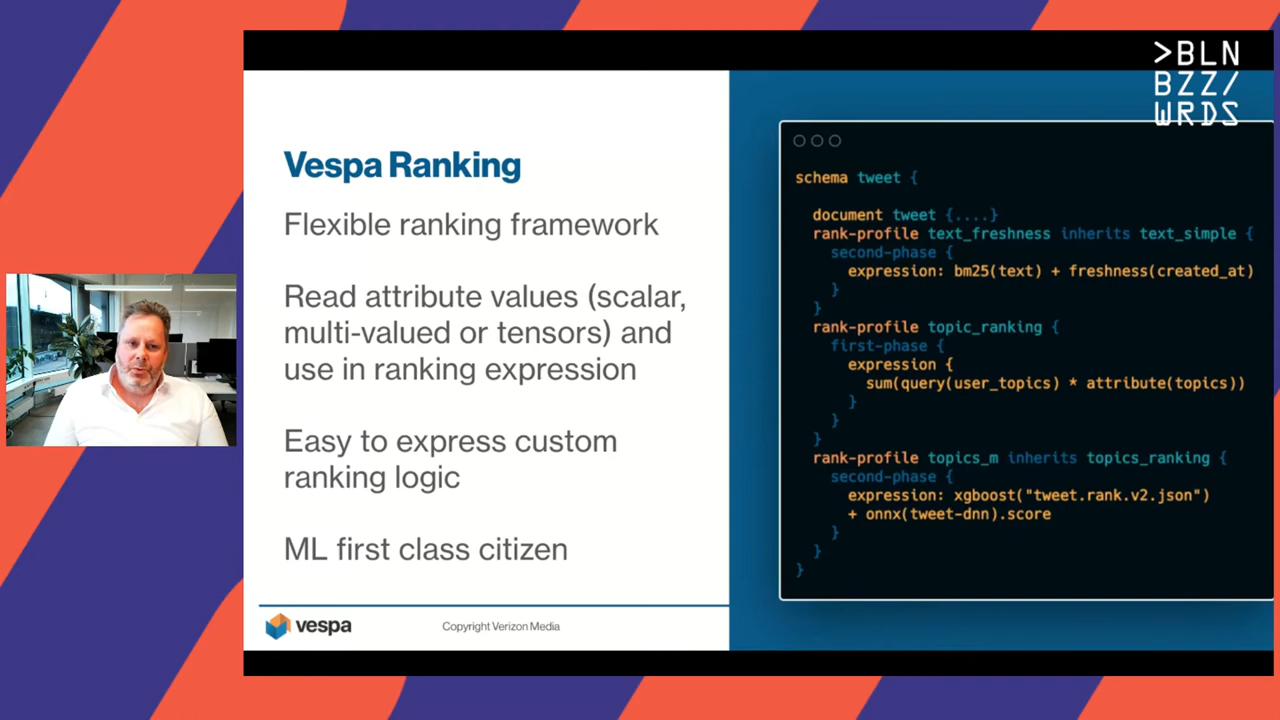 >BLN
BZZ/
WRDS
Vespa Ranking
Flexible ranking framework
Read attribute values (scalar,
multi-valued or tensors) and
use in ranking expression
Easy to express custom
ranking logic
ML first class citizen
vespa
Copyright Verizon Media
schema tweet {
document tweet {....}
rank-profile text_freshness inherits text_simple {
second-phase {
expression: bm25(text) + freshness(created_at)
}
}
rank-profile topic_ranking {
first-phase {
expression {
sum(query(user_topics) * attribute(topics))
}
}
}
rank-profile topics_m inherits topics_ranking {
second-phase {
expression: xgboost("tweet.rank.v2.json")
+ onnx(tweet-dnn).score
}
}
}